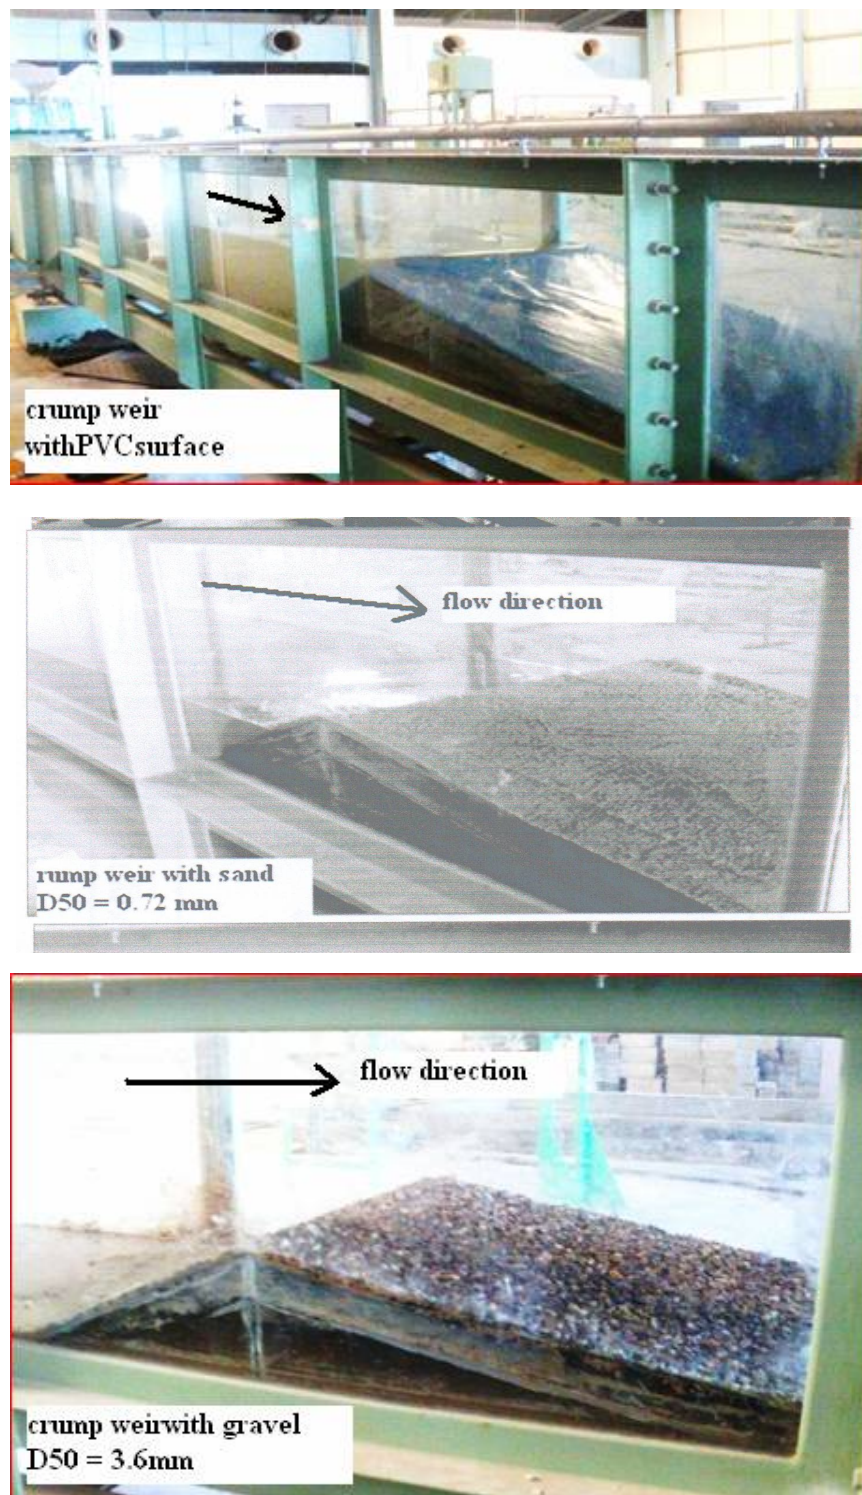 crump weir
withPVCsurface
flow direction
rump weir with sand
D50 = 0.72 mm
flow direction
crump weirwith gravel
D50 = 3.6mm